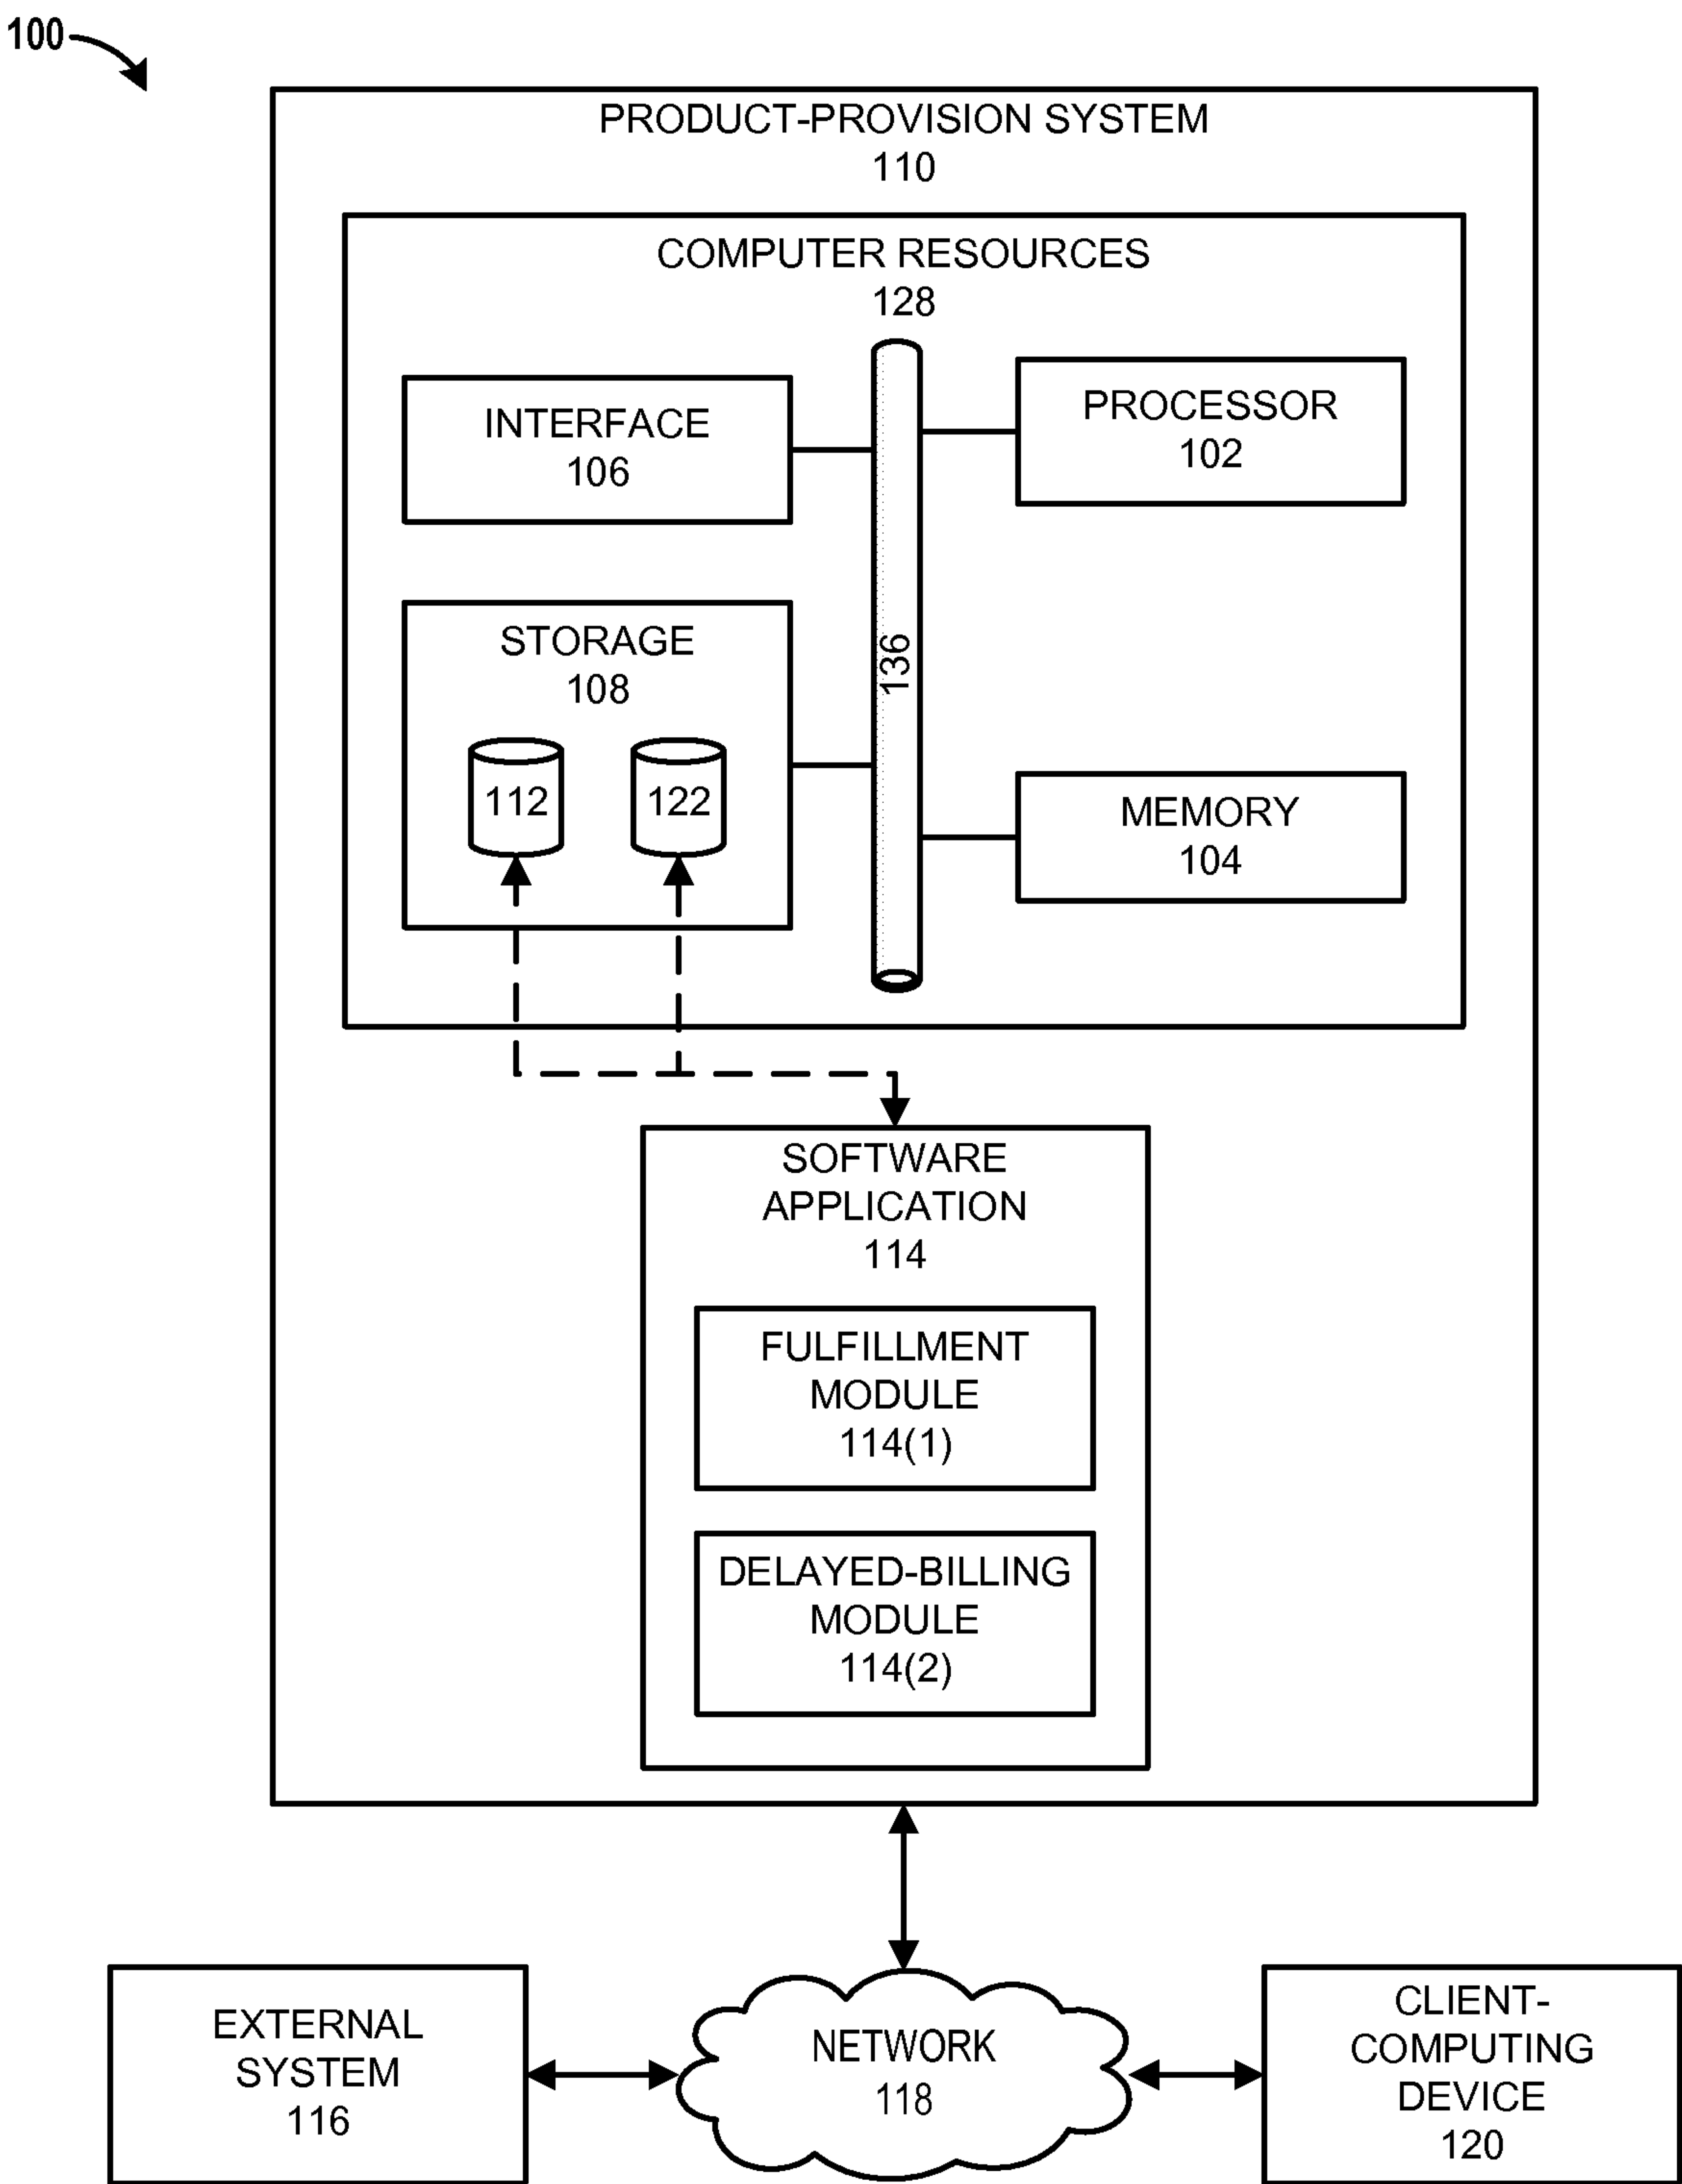 100
PRODUCT-PROVISION SYSTEM
110
COMPUTER RESOURCES
128
INTERFACE
106
PROCESSOR
102
STORAGE
108
112
122
136
MEMORY
104
SOFTWARE
APPLICATION
114
FULFILLMENT
MODULE
114(1)
DELAYED-BILLING
MODULE
114(2)
EXTERNAL
SYSTEM
116
NETWORK
118
CLIENT-
COMPUTING
DEVICE
120